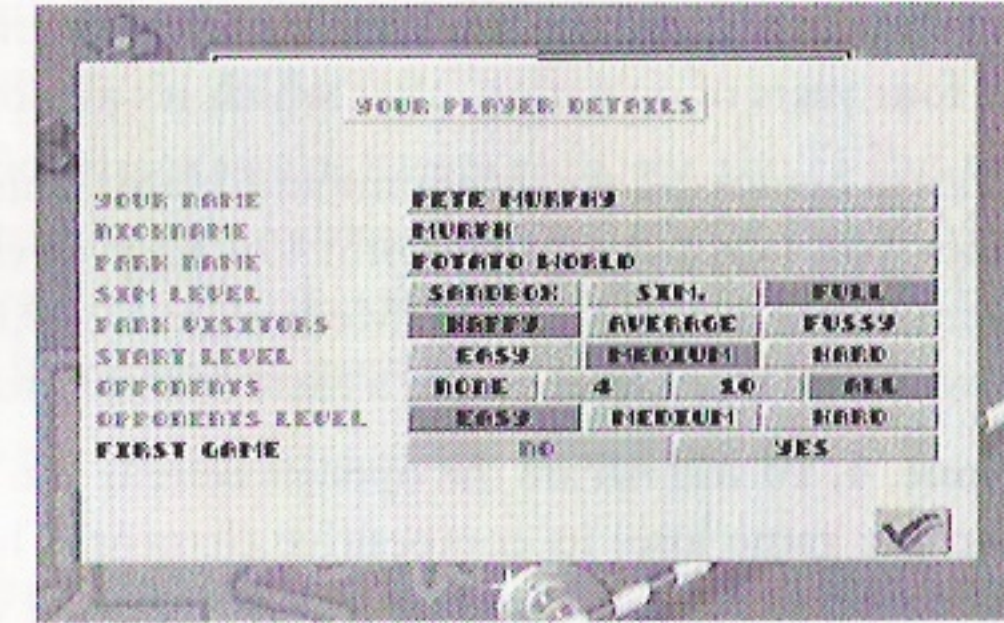 YOUR PLAYER DETAILS
YOUR NAME PETE MURPHY
NICKNAME MURPH
PARK NAME POTATO WORLD
SIM LEVEL SANDBOX SIM. FULL
PARK VISITORS HAPPY AVERAGE FUSSY
START LEVEL EASY MEDIUM HARD
OPPONENTS NONE 4 10 ALL
OPPONENTS LEVEL EASY MEDIUM HARD
FIRST GAME NO YES